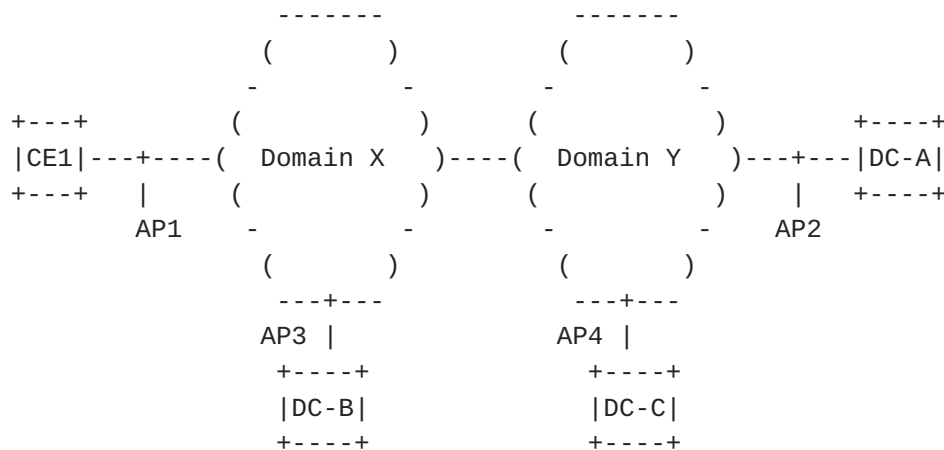 -------            -------
                (       )          (       )
               -         -        -         -
+---+         (           )      (           )        +----+
|CE1|---+----(  Domain X   )----(  Domain Y   )---+---|DC-A|
+---+   |     (           )      (           )    |   +----+
        AP1    -         -        -         -    AP2
                (       )          (       )
                 ---+---            ---+---
                AP3 |              AP4 |
                 +----+              +----+
                 |DC-B|              |DC-C|
                 +----+              +----+